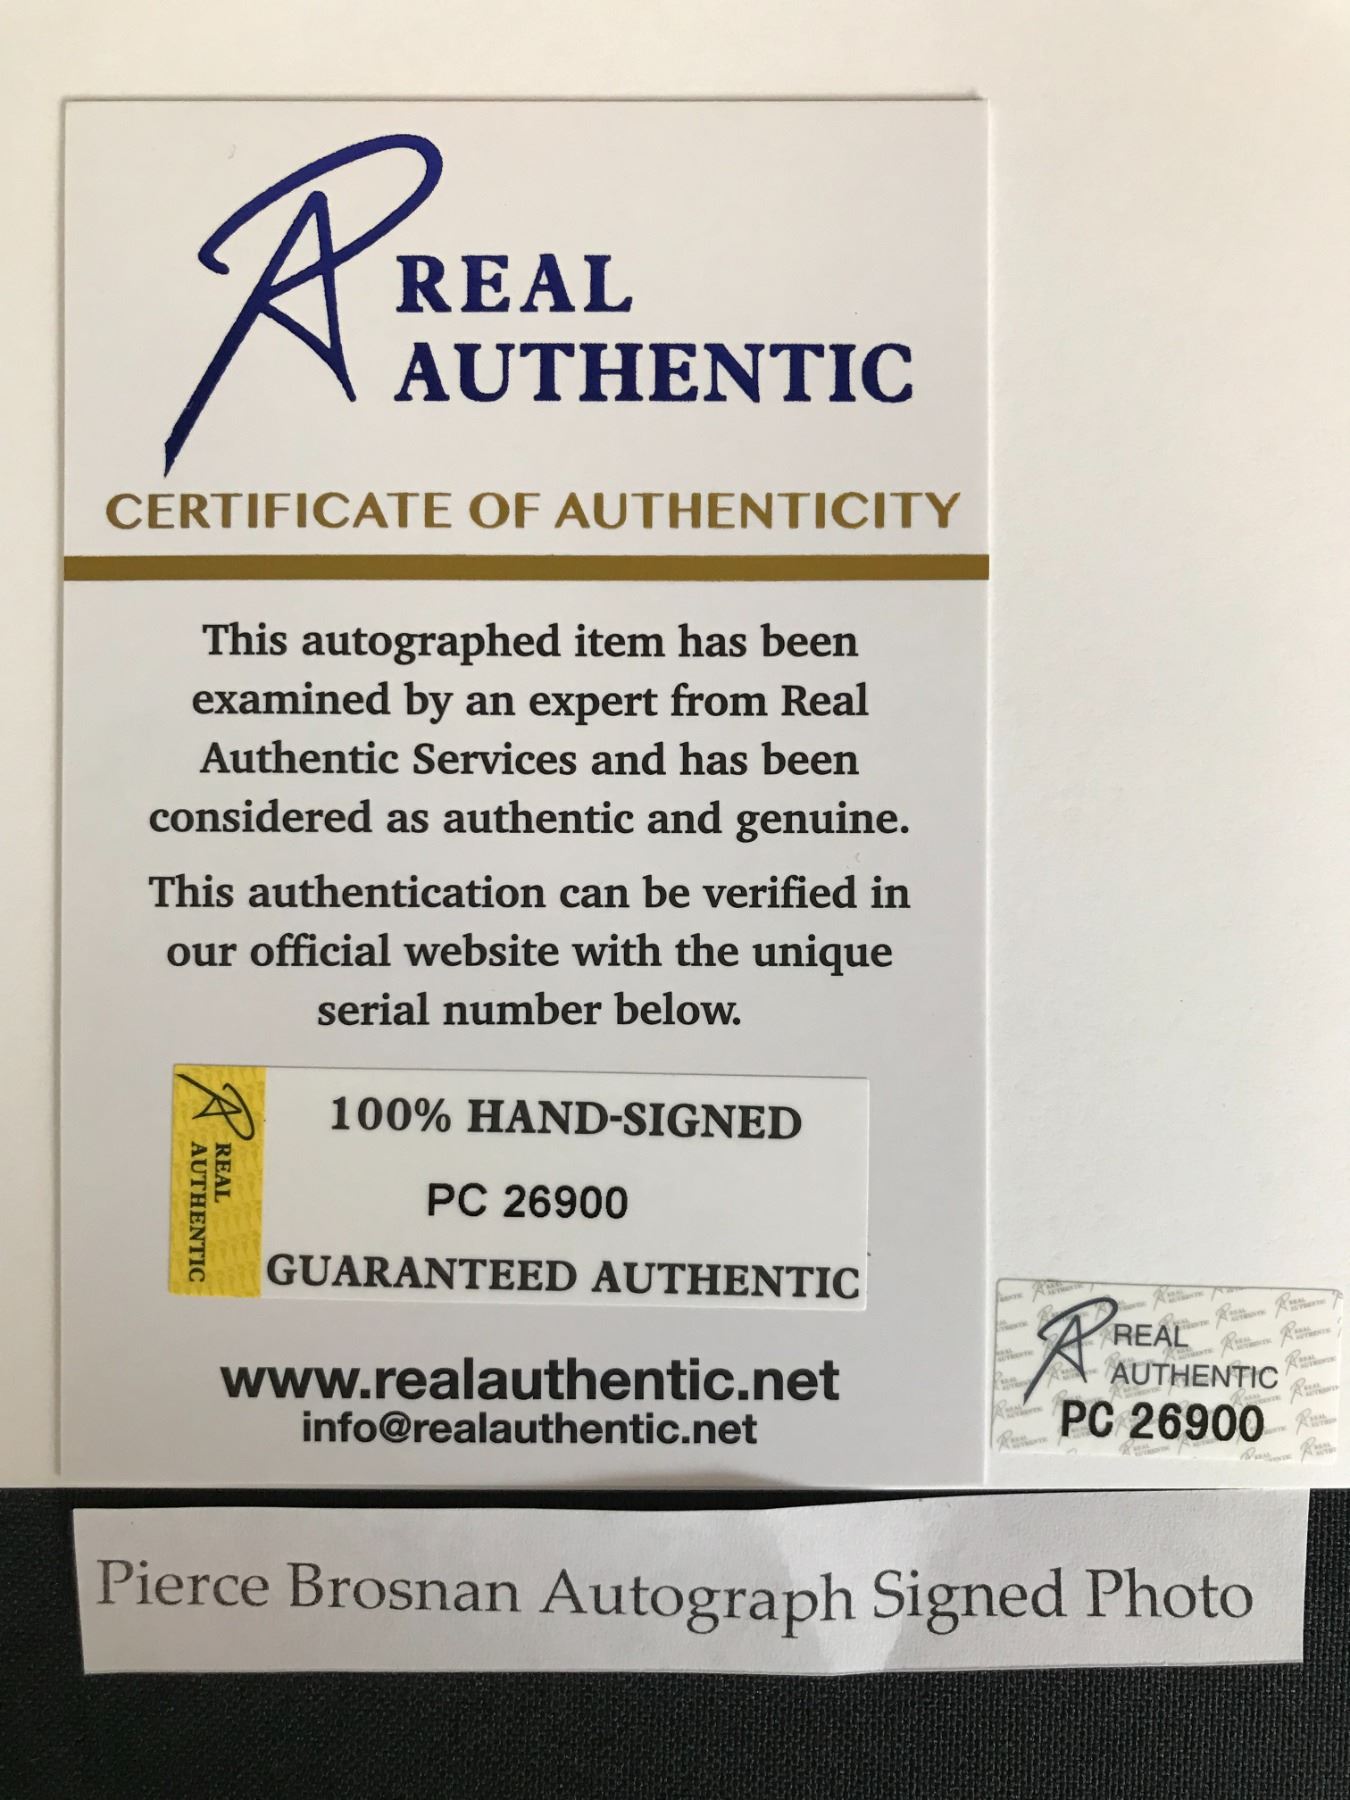 REAL
AUTHENTIC
CERTIFICATE OF AUTHENTICITY
This autographed item has been
examined by an expert from Real
Authentic Services and has been
considered as authentic and genuine.
This authentication can be verified in
our official website with the unique
serial number below.
REAL
AUTHENTIC
100% HAND-SIGNED
PC 26900
GUARANTEED AUTHENTIC
www.realauthentic.net
info@realauthentic.net
REAL
AUTHENTIC
PC 26900
Pierce Brosnan Autograph Signed Photo